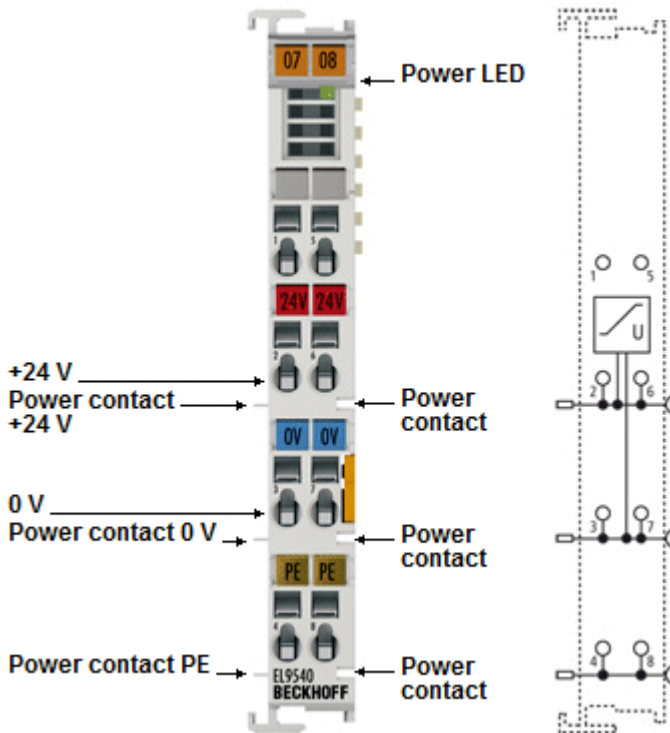 07 08
Power LED
1 5
24V 24V
2 6
+24 V
Power contact
+24 V
Power
contact
0V 0V
3 7
0 V
Power contact 0 V
Power
contact
PE PE
4 8
Power contact PE
Power
contact
EL9540
BECKHOFF
1 5
U
2 6
3 7
4 8